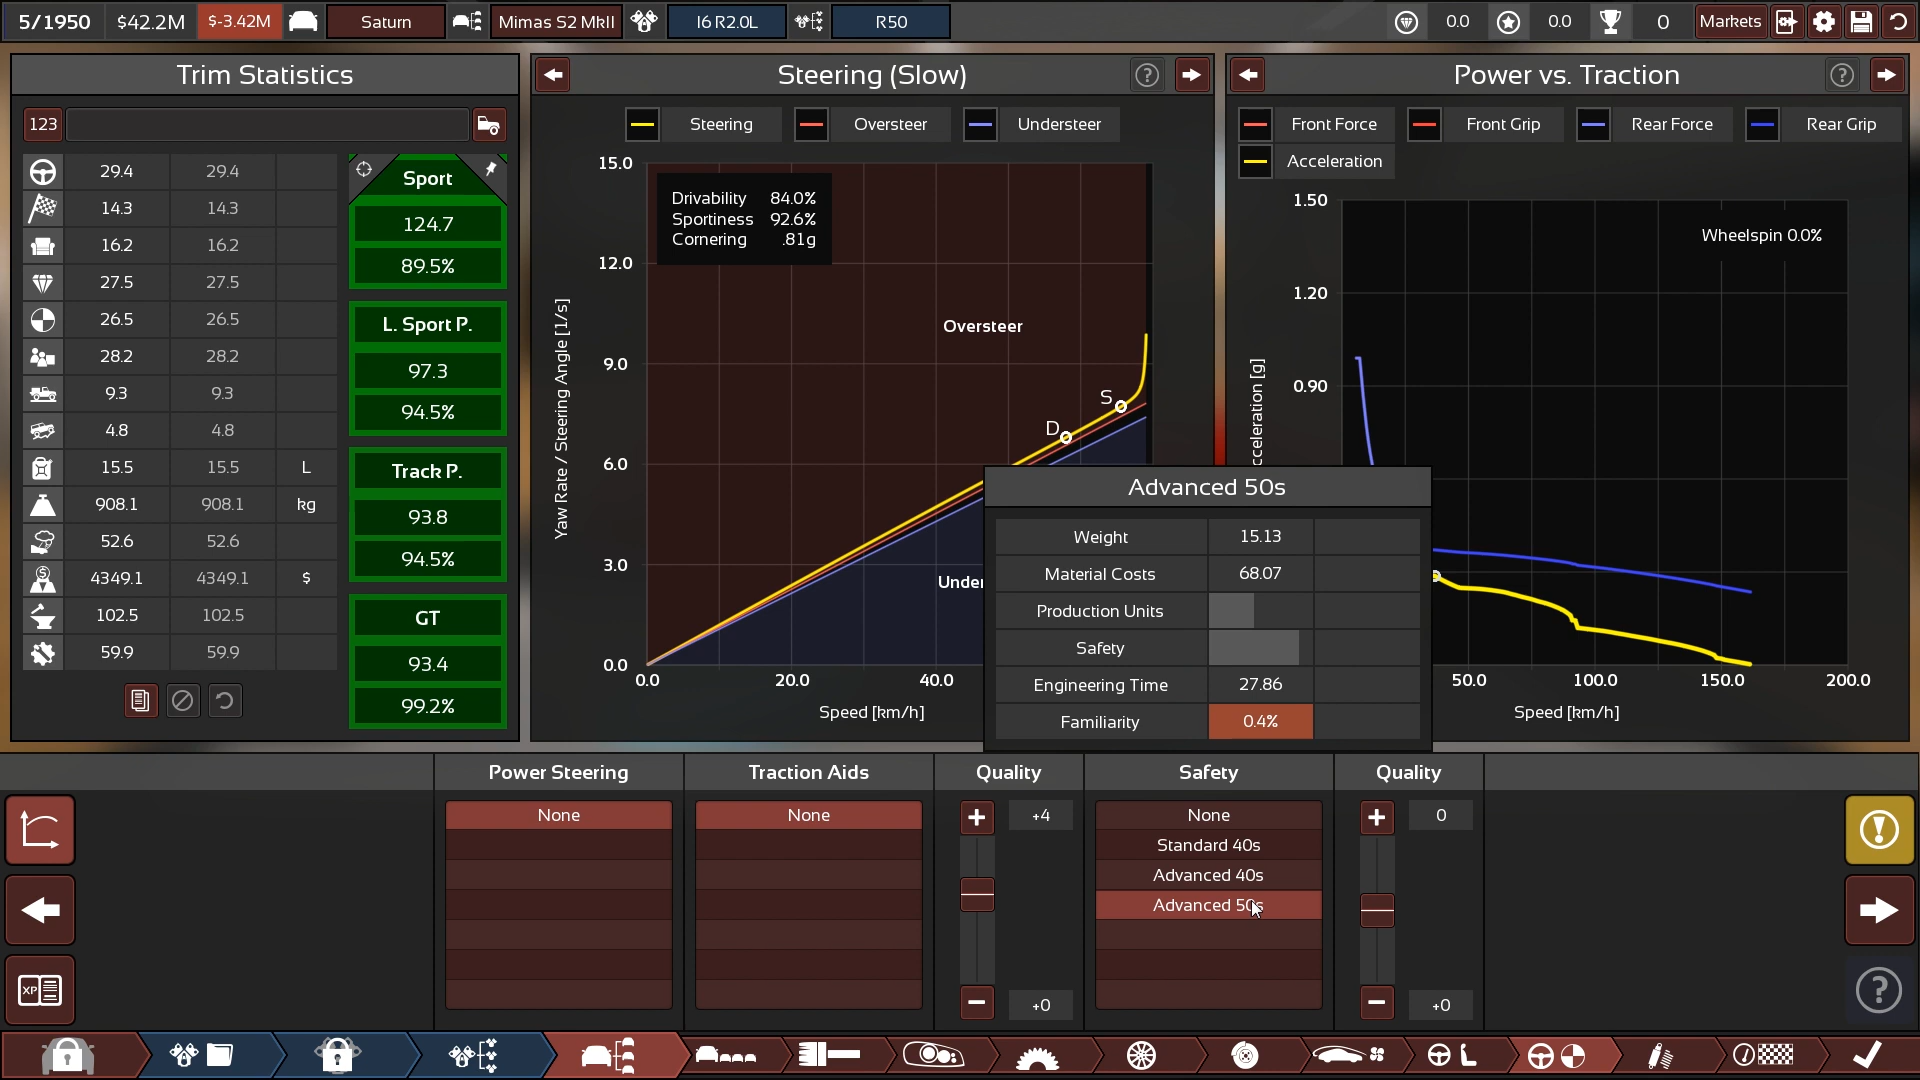 5/1950 $42.2M $-3.42M Saturn Mimas S2 MkII I6 R2.0L R50 0.0 0.0 0 Markets
Trim Statistics
123
29.4 29.4
14.3 14.3
16.2 16.2
27.5 27.5
26.5 26.5
28.2 28.2
9.3 9.3
4.8 4.8
15.5 15.5 L
908.1 908.1 kg
52.6 52.6
4349.1 4349.1 $
102.5 102.5
59.9 59.9
Sport
124.7
89.5%
L. Sport P.
97.3
94.5%
Track P.
93.8
94.5%
GT
93.4
99.2%
Steering (Slow)
?
Steering Oversteer Understeer
15.0
12.0
9.0
6.0
3.0
0.0
Yaw Rate / Steering Angle [1/s]
Drivability 84.0%
Sportiness 92.6%
Cornering .81g
Oversteer
S
D
Under
0.0 20.0 40.0
Speed [km/h]
Power vs. Traction
?
Front Force Front Grip Rear Force Rear Grip
Acceleration
1.50
1.20
0.90
Wheelspin 0.0%
50.0 100.0 150.0 200.0
Speed [km/h]
Advanced 50s
Weight 15.13
Material Costs 68.07
Production Units
Safety
Engineering Time 27.86
Familiarity 0.4%
Power Steering
None
Traction Aids
None
Quality
+4
+0
Safety
None
Standard 40s
Advanced 40s
Advanced 50s
Quality
0
+0
XP
?